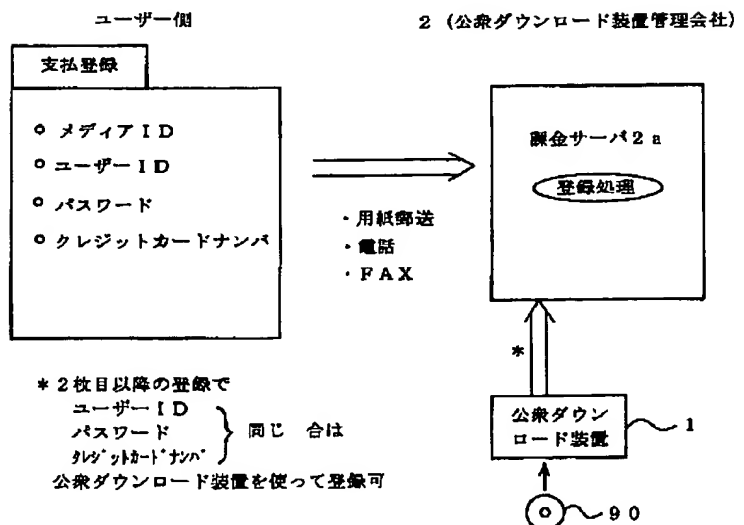 ユーザー側
2 (公衆ダウンロード装置管理会社)
支払登録
メディアID
ユーザーID
パスワード
クレジットカードナンバ
・用紙郵送
・電話
・FAX
課金サーバ2a
登録処理
*
*2枚目以降の登録で
ユーザーID
パスワード
クレジットカードナンバ
同じ 合は
公衆ダウンロード装置を使って登録可
公衆ダウン
ロード装置
1
90